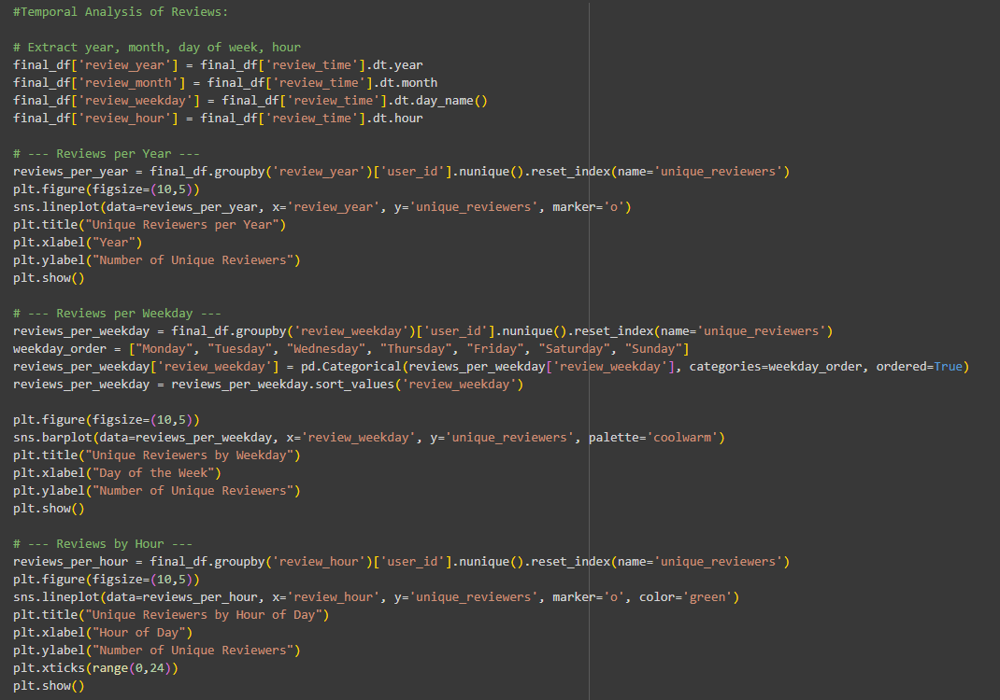 #Temporal Analysis of Reviews:
# Extract year, month, day of week, hour
final_df['review_year'] = final_df['review_time'].dt.year
final_df['review_month'] = final_df['review_time'].dt.month
final_df['review_weekday'] = final_df['review_time'].dt.day_name()
final_df['review_hour'] = final_df['review_time'].dt.hour
# --- Reviews per Year ---
reviews_per_year = final_df.groupby('review_year')['user_id'].nunique().reset_index(name='unique_reviewers')
plt.figure(figsize=(10,5))
sns.lineplot(data=reviews_per_year, x='review_year', y='unique_reviewers', marker='o')
plt.title("Unique Reviewers per Year")
plt.xlabel("Year")
plt.ylabel("Number of Unique Reviewers")
plt.show()
# --- Reviews per Weekday ---
reviews_per_weekday = final_df.groupby('review_weekday')['user_id'].nunique().reset_index(name='unique_reviewers')
weekday_order = ["Monday", "Tuesday", "Wednesday", "Thursday", "Friday", "Saturday", "Sunday"]
reviews_per_weekday['review_weekday'] = pd.Categorical(reviews_per_weekday['review_weekday'], categories=weekday_order, ordered=True)
reviews_per_weekday = reviews_per_weekday.sort_values('review_weekday')
plt.figure(figsize=(10,5))
sns.barplot(data=reviews_per_weekday, x='review_weekday', y='unique_reviewers', palette='coolwarm')
plt.title("Unique Reviewers by Weekday")
plt.xlabel("Day of the Week")
plt.ylabel("Number of Unique Reviewers")
plt.show()
# --- Reviews by Hour ---
reviews_per_hour = final_df.groupby('review_hour')['user_id'].nunique().reset_index(name='unique_reviewers')
plt.figure(figsize=(10,5))
sns.lineplot(data=reviews_per_hour, x='review_hour', y='unique_reviewers', marker='o', color='green')
plt.title("Unique Reviewers by Hour of Day")
plt.xlabel("Hour of Day")
plt.ylabel("Number of Unique Reviewers")
plt.xticks(range(0,24))
plt.show()